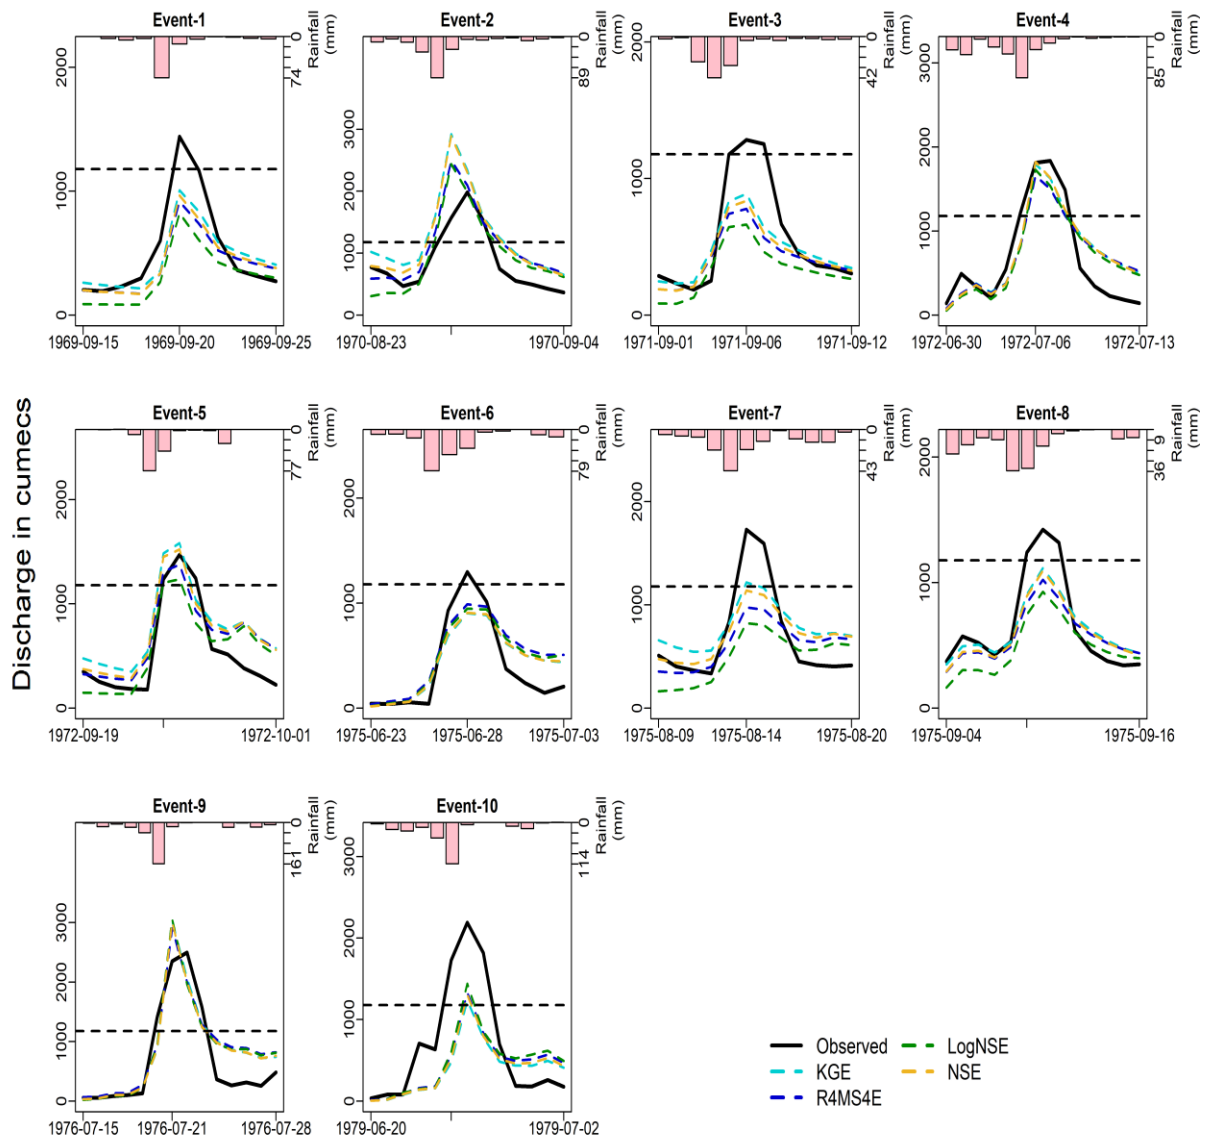 Discharge in cumecs
Event-1
0 1000 2000
0 74
Rainfall
(mm)
1969-09-15 1969-09-20 1969-09-25
Event-2
0 1000 2000 3000
0 89
Rainfall
(mm)
1970-08-23 1970-09-04
Event-3
0 1000 2000
0 42
Rainfall
(mm)
1971-09-01 1971-09-06 1971-09-12
Event-4
0 1000 2000 3000
0 85
Rainfall
(mm)
1972-06-30 1972-07-06 1972-07-13
Event-5
0 1000 2000
0 77
Rainfall
(mm)
1972-09-19 1972-10-01
Event-6
0 1000 2000
0 79
Rainfall
(mm)
1975-06-23 1975-06-28 1975-07-03
Event-7
0 1000 2000
0 43
Rainfall
(mm)
1975-08-09 1975-08-14 1975-08-20
Event-8
0 1000 2000
9 36
Rainfall
(mm)
1975-09-04 1975-09-16
Event-9
0 1000 2000 3000
0 161
Rainfall
(mm)
1976-07-15 1976-07-21 1976-07-28
Event-10
0 1000 2000 3000
0 114
Rainfall
(mm)
1979-06-20 1979-07-02
Observed LogNSE
KGE NSE
R4MS4E